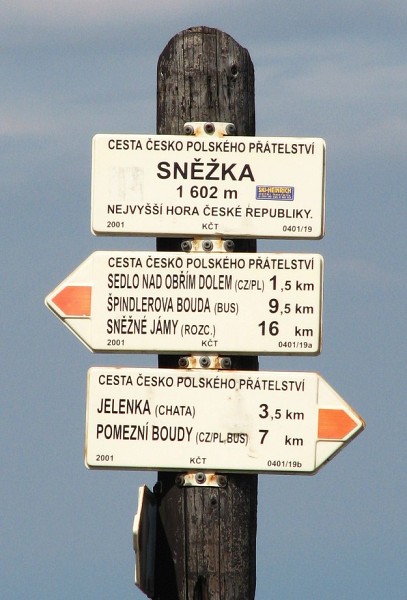 CESTA ČESKO POLSKÉHO PŘÁTELSTVÍ
SNĚŽKA
1 602 m
SKI-HEINRICH
NEJVYŠŠÍ HORA ČESKÉ REPUBLIKY.
2001 KČT 0401/19
CESTA ČESKO POLSKÉHO PŘÁTELSTVÍ
SEDLO NAD OBŘÍM DOLEM (CZ/PL) 1,5 km
ŠPINDLEROVA BOUDA (BUS) 9,5 km
SNĚŽNÉ JÁMY (ROZC.) 16 km
2001 KČT 0401/19a
CESTA ČESKO POLSKÉHO PŘÁTELSTVÍ
JELENKA (CHATA) 3,5 km
POMEZNÍ BOUDY (CZ/PL,BUS) 7 km
2001 KČT 0401/19b